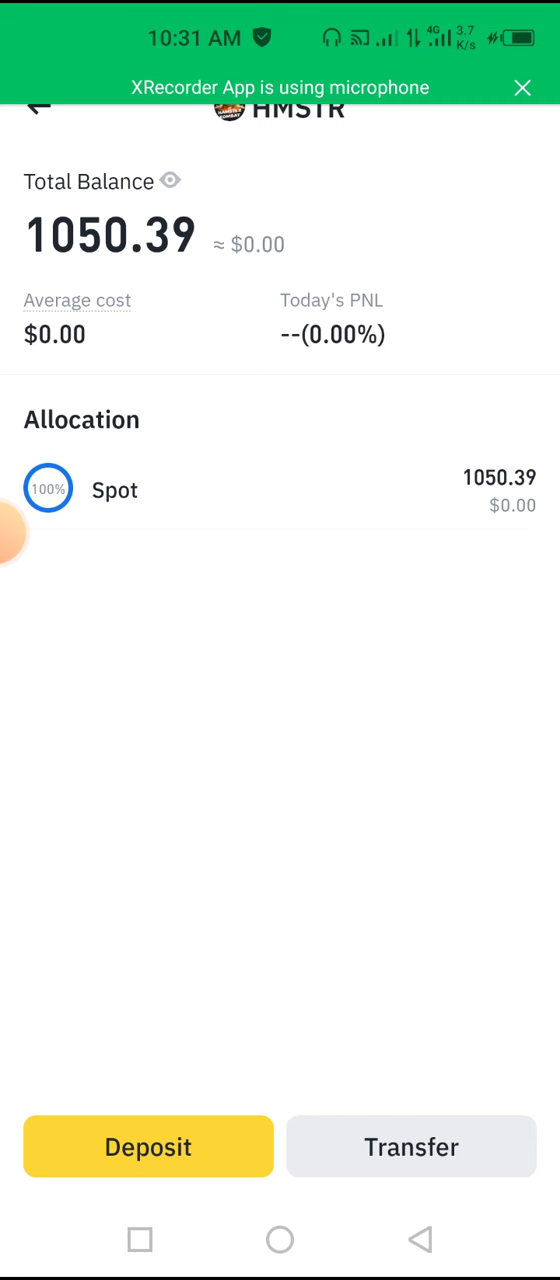 10:31 AM 4G 3.7 K/s
XRecorder App is using microphone
HMSTR
Total Balance
1050.39 ≈ $0.00
Average cost Today's PNL
$0.00 --(0.00%)
Allocation
100% Spot 1050.39
$0.00
Deposit Transfer